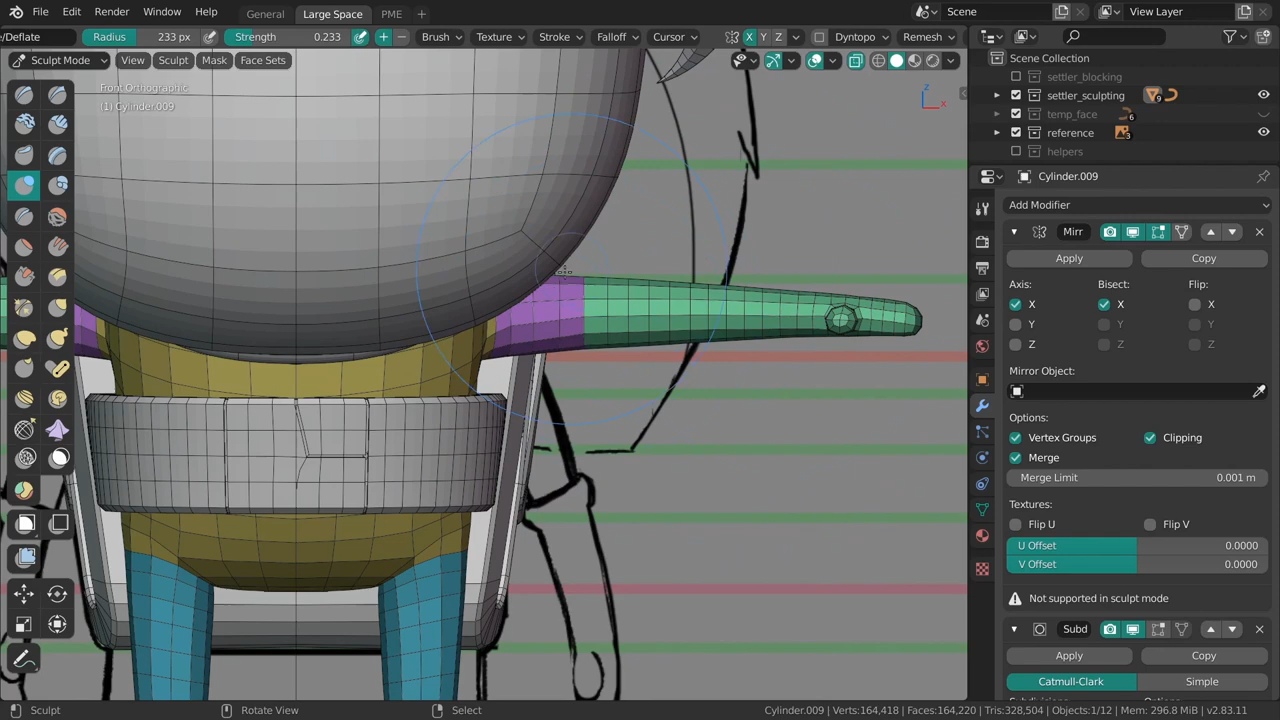 File Edit Render Window Help General Large Space PME + Scene View Layer
/Deflate Radius 233 px Strength 0.233 + − Brush Texture Stroke Falloff Cursor X Y Z Dyntopo Remesh
Sculpt Mode View Sculpt Mask Face Sets
Front Orthographic
(1) Cylinder.009
z
x
Scene Collection
settler_blocking
settler_sculpting 9
temp_face 6
reference 3
helpers
Cylinder.009
Add Modifier
Mirr
Apply Copy
Axis: Bisect: Flip:
X X X
Y Y Y
Z Z Z
Mirror Object:
Options:
Vertex Groups Clipping
Merge
Merge Limit 0.001 m
Textures:
Flip U Flip V
U Offset 0.0000
V Offset 0.0000
Not supported in sculpt mode
Subd
Apply Copy
Catmull-Clark Simple
Sculpt Rotate View Select Cylinder.009 | Verts:164,418 | Faces:164,220 | Tris:328,504 | Objects:1/12 | Mem: 296.8 MiB | v2.83.11